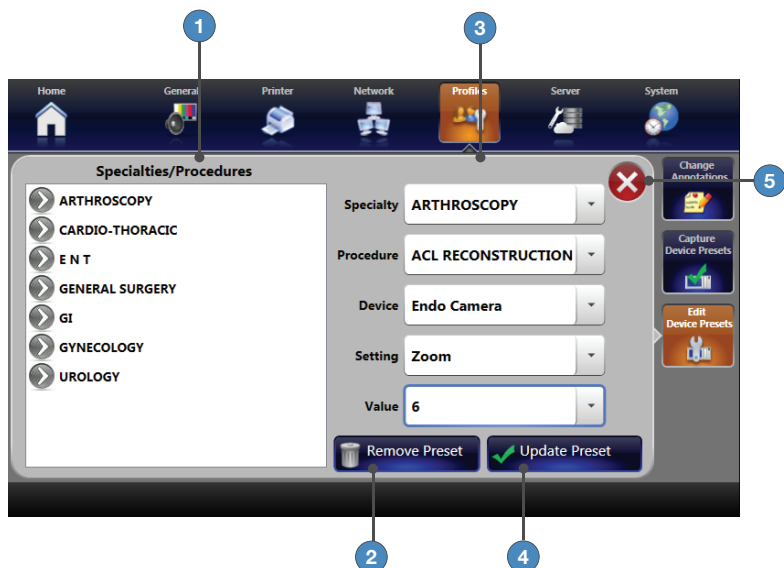 1
3
Home
General
Printer
Network
Profiles
Server
System
Specialties/Procedures
ARTHROSCOPY
CARDIO-THORACIC
E N T
GENERAL SURGERY
GI
GYNECOLOGY
UROLOGY
Specialty ARTHROSCOPY
Procedure ACL RECONSTRUCTION
Device Endo Camera
Setting Zoom
Value 6
Remove Preset
Update Preset
Change
Annotations
5
Capture
Device Presets
Edit
Device Presets
2
4